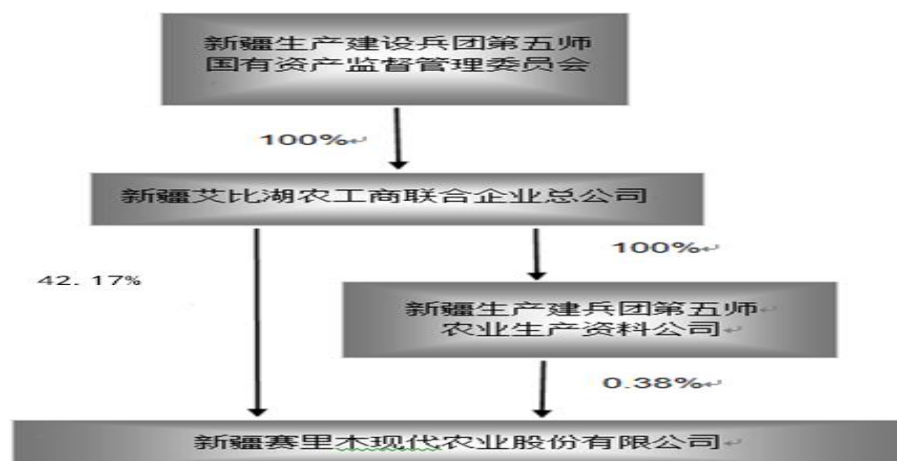 新疆生产建设兵团第五师
国有资产监督管理委员会
100%
新疆艾比湖农工商联合企业总公司
100%
42.17%
新疆生产建兵团第五师
农业生产资料公司
0.38%
新疆赛里木现代农业股份有限公司